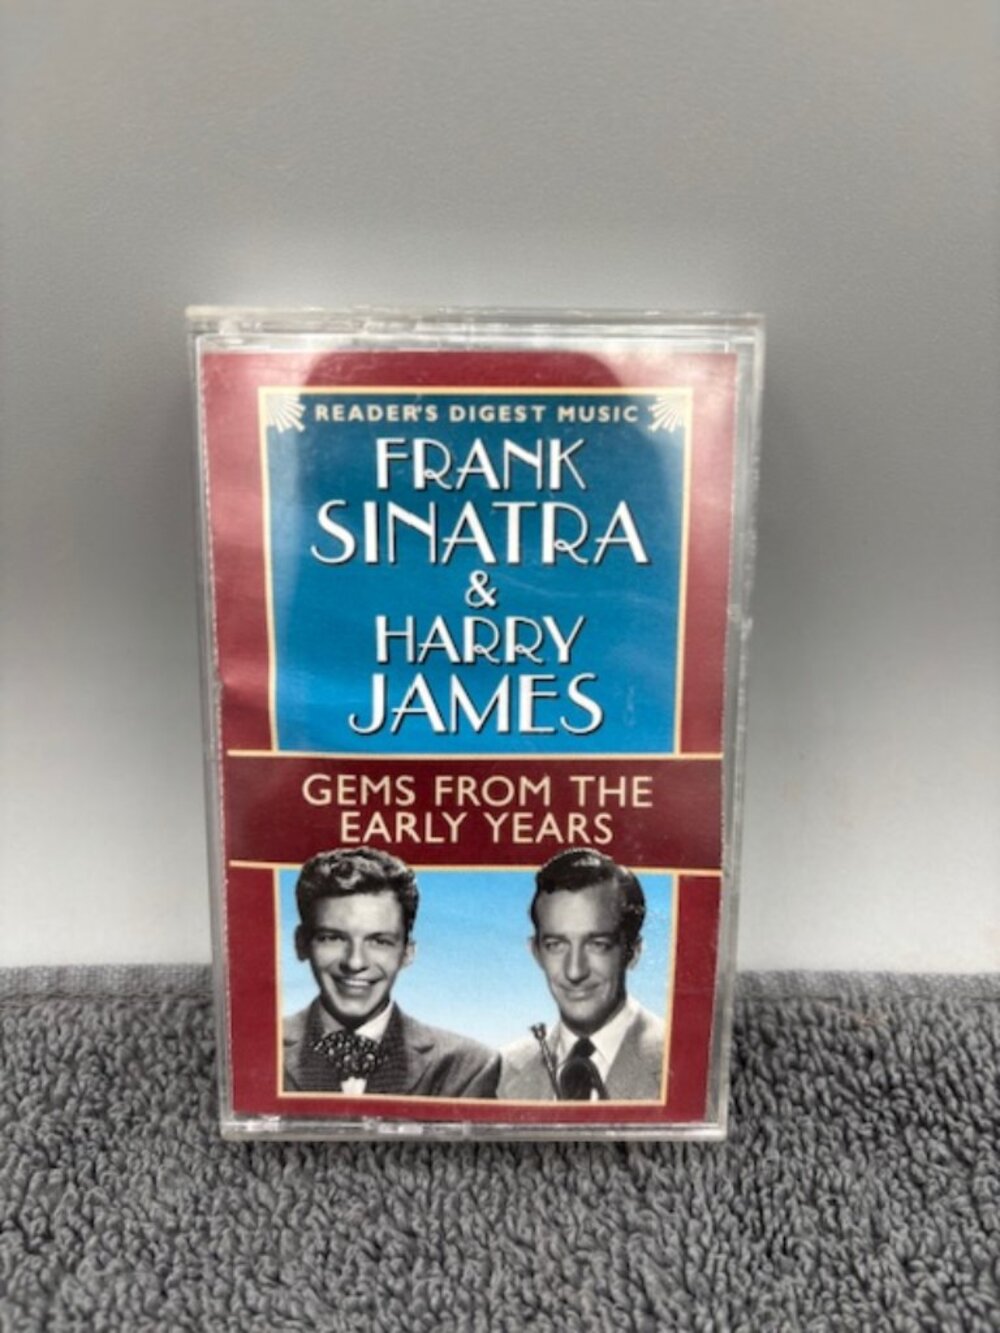 READER'S DIGEST MUSIC
FRANK
SINATRA
&
HARRY
JAMES
GEMS FROM THE
EARLY YEARS